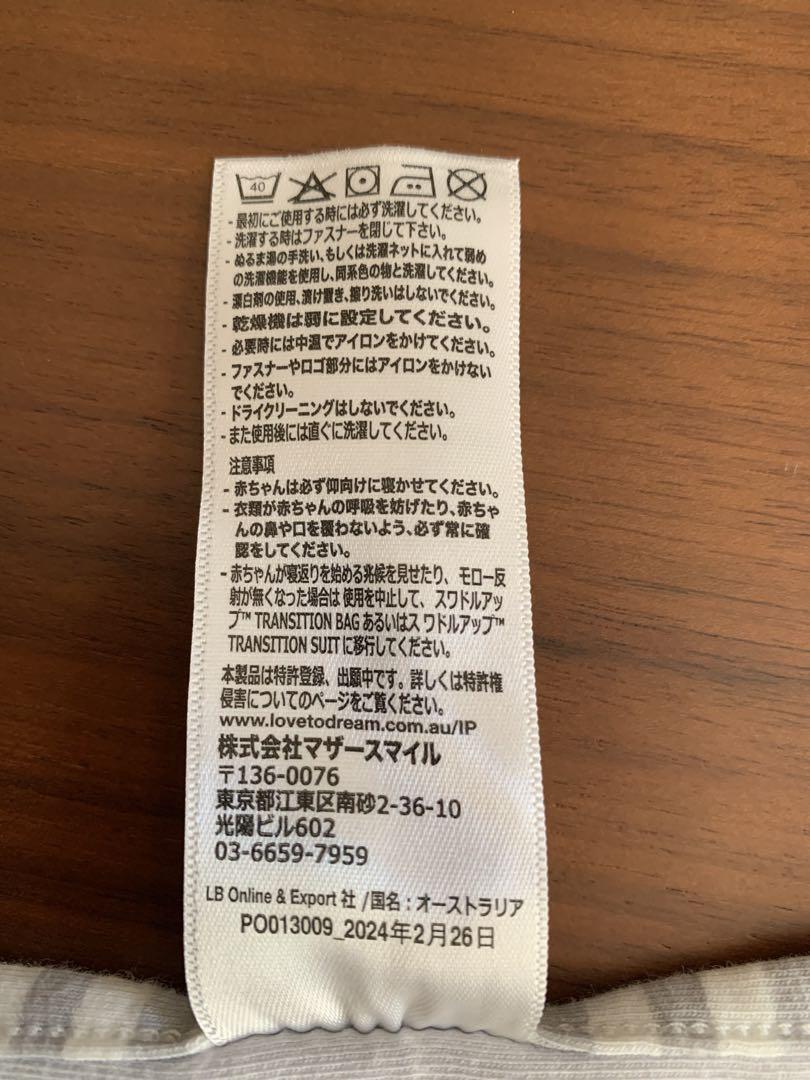 40
- 最初にご使用する時には必ず洗濯してください。
- 洗濯する時はファスナーを閉じて下さい。
- ぬるま湯の手洗い、もしくは洗濯ネットに入れて弱め
の洗濯機能を使用し、同系色の物と洗濯してください。
- 漂白剤の使用、漬け置き、擦り洗いはしないでください。
- 乾燥機は弱に設定してください。
- 必要時には中温でアイロンをかけてください。
- ファスナーやロゴ部分にはアイロンをかけない
でください。
- ドライクリーニングはしないでください。
- また使用後には直ぐに洗濯してください。
注意事項
- 赤ちゃんは必ず仰向けに寝かせてください。
- 衣類が赤ちゃんの呼吸を妨げたり、赤ちゃ
んの鼻や口を覆わないよう、必ず常に確
認をしてください。
- 赤ちゃんが寝返りを始める兆候を見せたり、モロー反
射が無くなった場合は 使用を中止して、スワドルアッ
プ™ TRANSITION BAG あるいはス ワドルアップ™
TRANSITION SUIT に移行してください。
本製品は特許登録、出願中です。詳しくは特許権
侵害についてのページをご覧ください。
www.lovetodream.com.au/IP
株式会社マザースマイル
〒136-0076
東京都江東区南砂2-36-10
光陽ビル602
03-6659-7959
LB Online & Export 社 /国名 : オーストラリア
PO013009_2024年2月26日